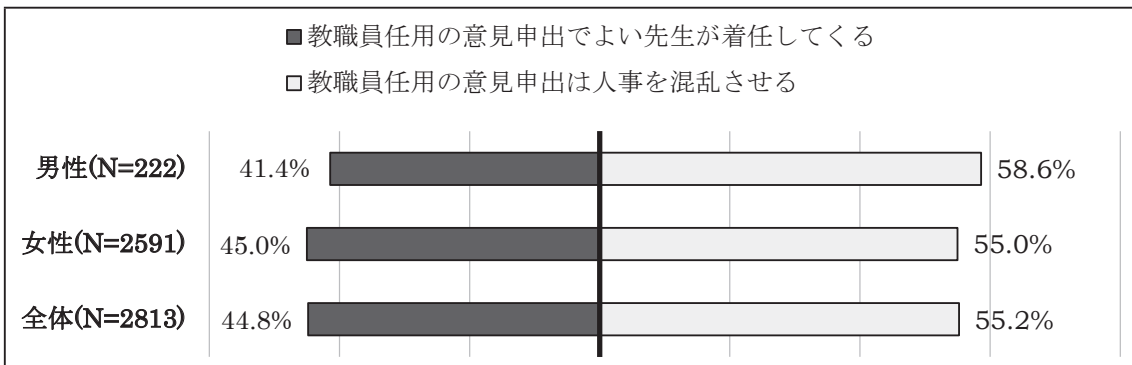 ■教職員任用の意見申出でよい先生が着任してくる
□教職員任用の意見申出は人事を混乱させる
男性(N=222) 41.4% 58.6%
女性(N=2591) 45.0% 55.0%
全体(N=2813) 44.8% 55.2%